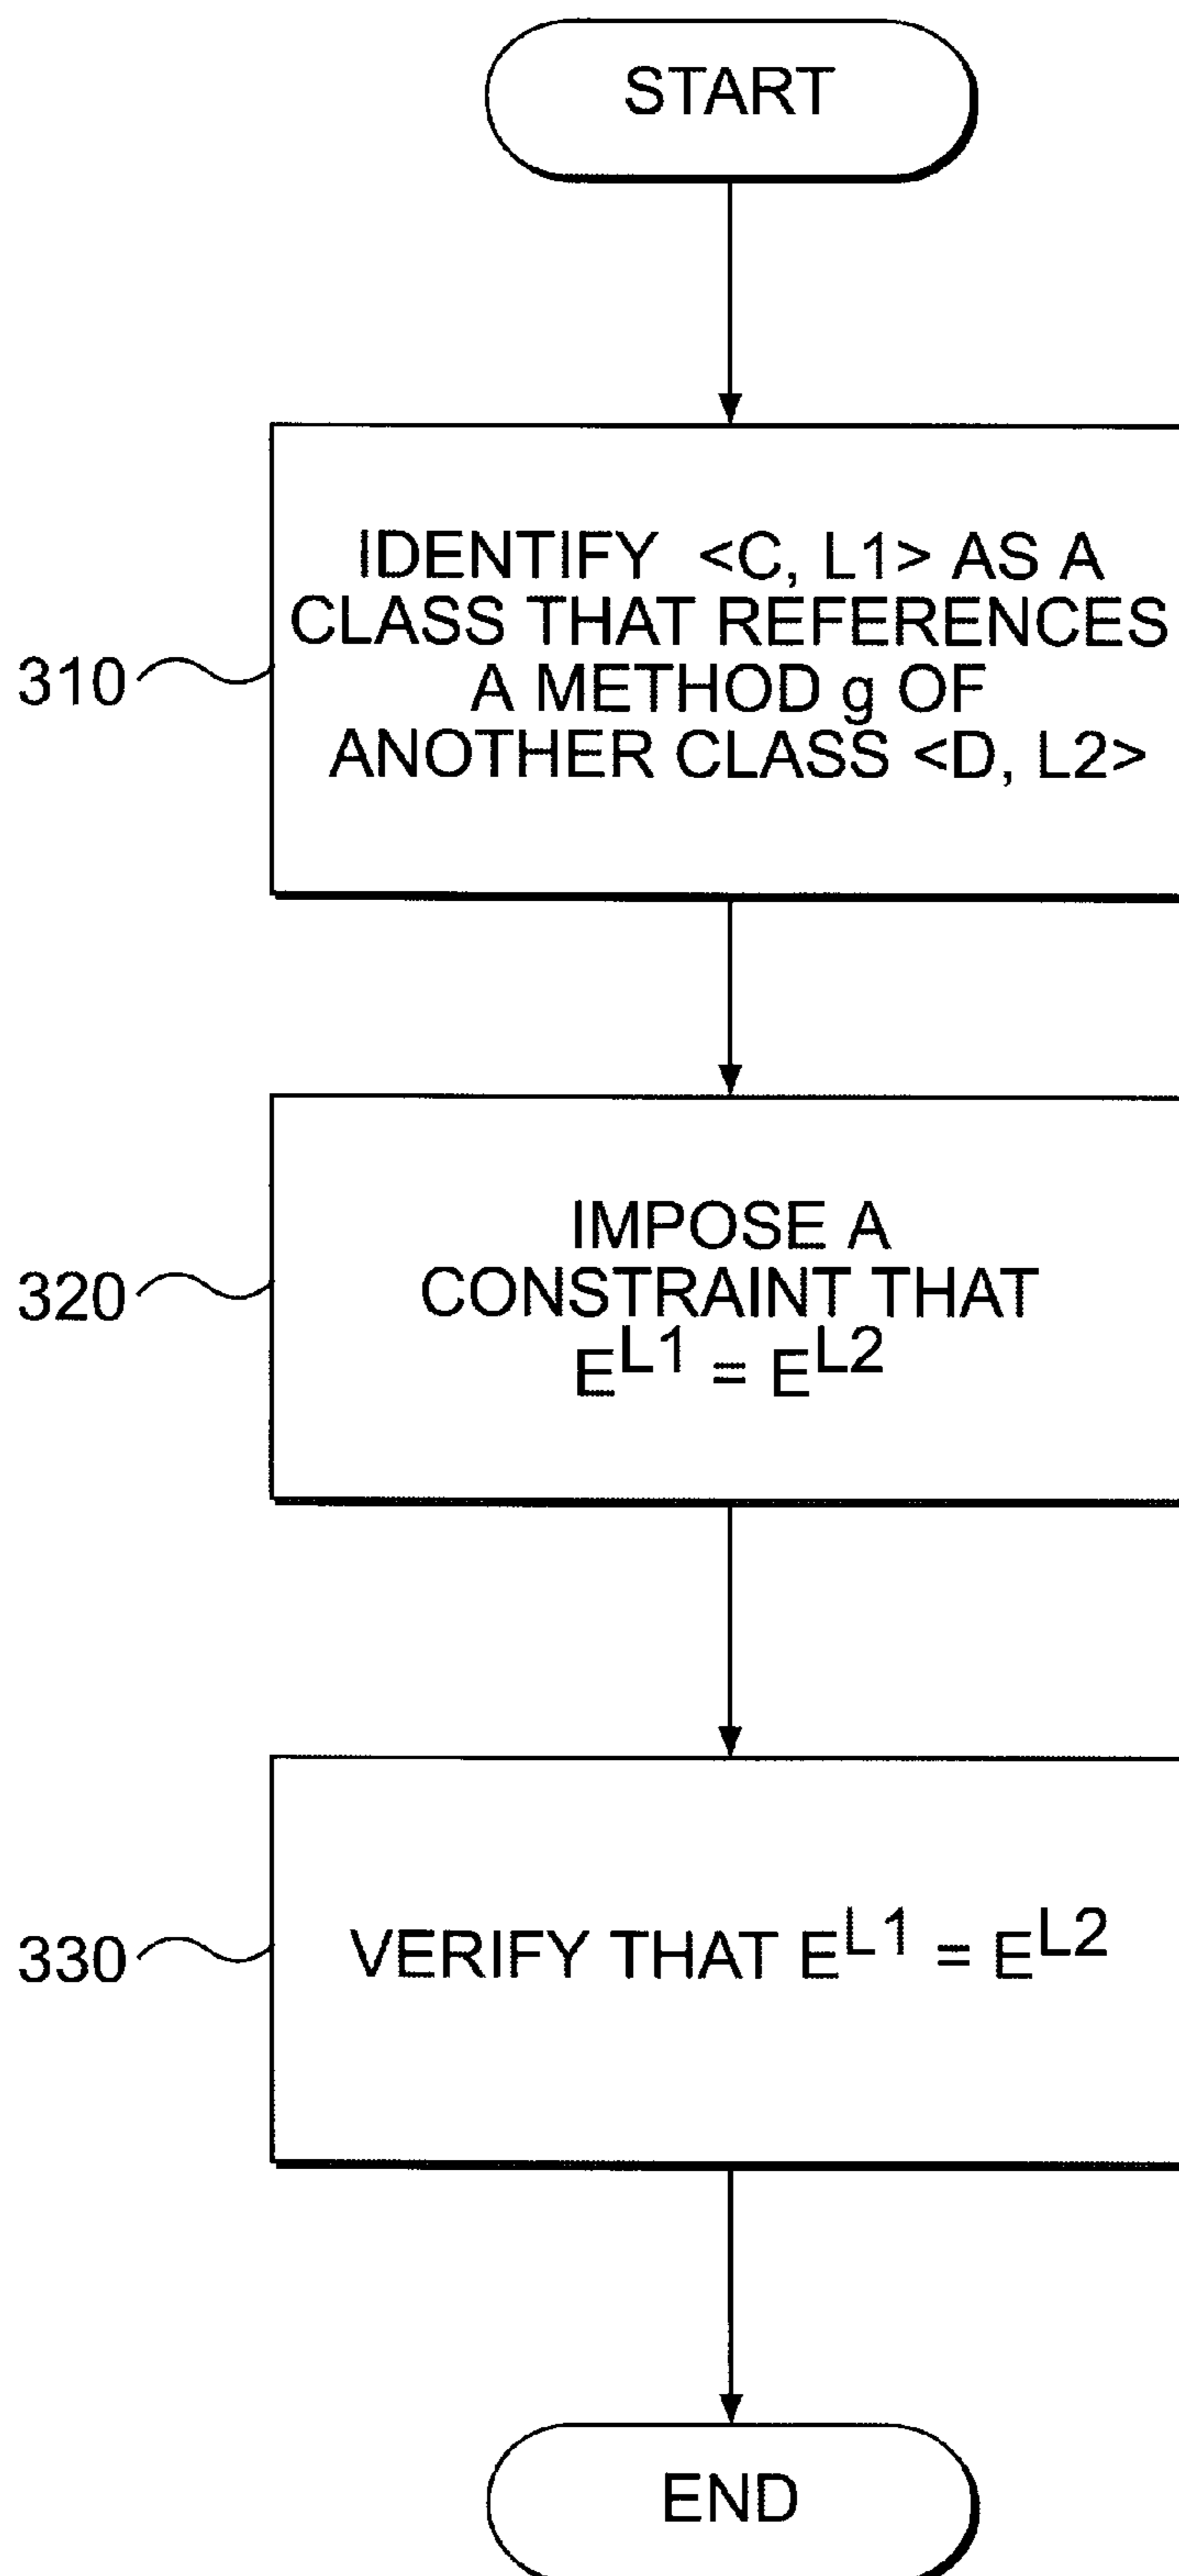 START
IDENTIFY <C, L1> AS A
CLASS THAT REFERENCES
A METHOD g OF
ANOTHER CLASS <D, L2>
310
IMPOSE A
CONSTRAINT THAT
E^L1 = E^L2
320
VERIFY THAT E^L1 = E^L2
330
END